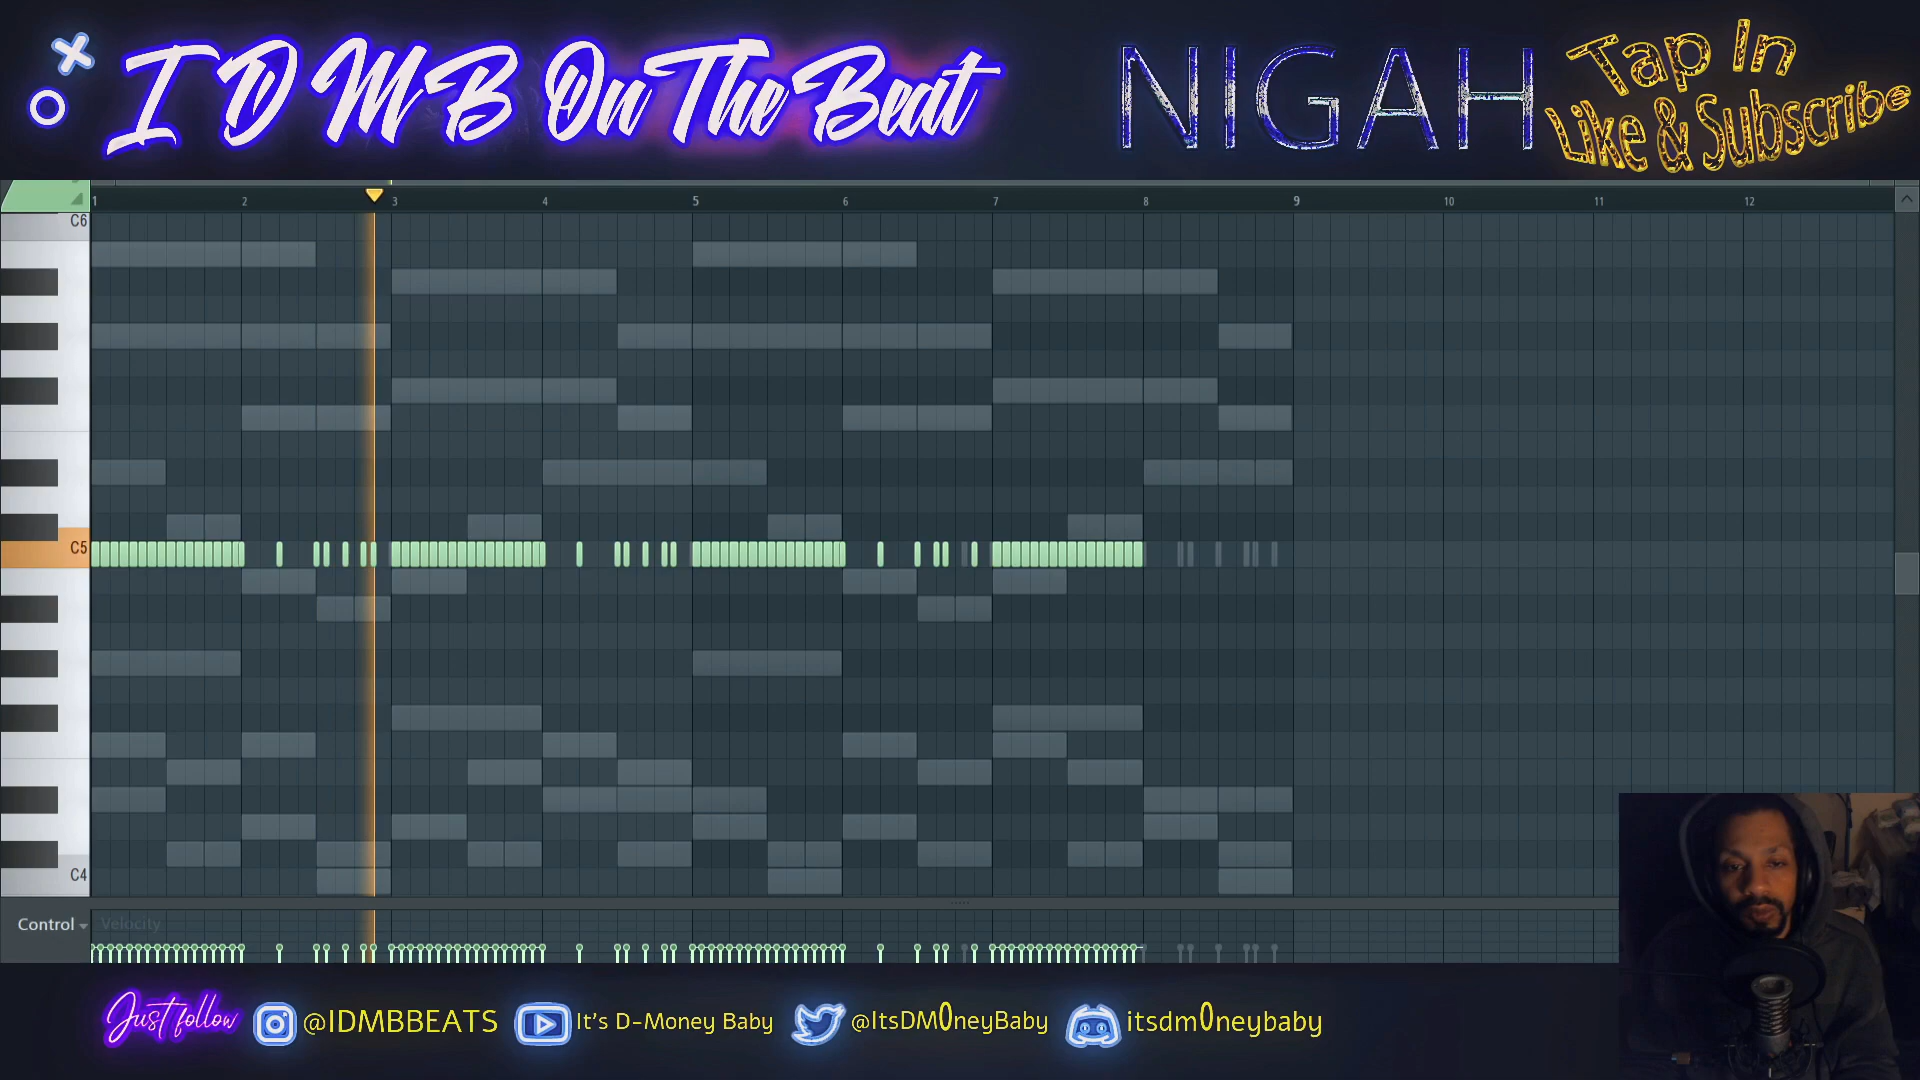 I D M B On The Beat
NIGAH
Tap In
Like & Subscribe
1 2 3 4 5 6 7 8 9 10 11 12
C6
C5
C4
Control Velocity
Just follow @IDMBBEATS It's D-Money Baby @ItsDM0neyBaby itsdm0neybaby